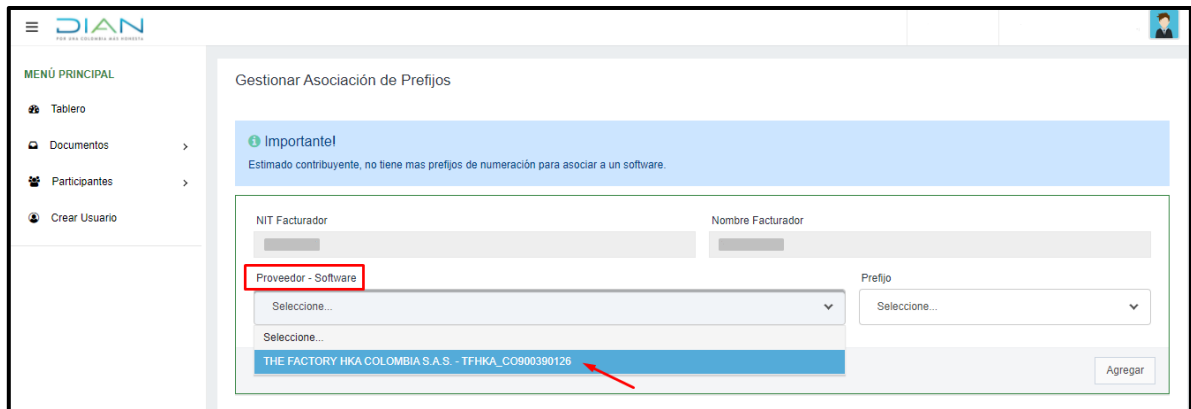 DIAN
POR UNA COLOMBIA MÁS HONESTA
MENÚ PRINCIPAL
Tablero
Documentos
Participantes
Crear Usuario
Gestionar Asociación de Prefijos
Importante!
Estimado contribuyente, no tiene mas prefijos de numeración para asociar a un software.
NIT Facturador
Nombre Facturador
Proveedor - Software
Prefijo
Seleccione...
Seleccione...
Seleccione...
THE FACTORY HKA COLOMBIA S.A.S. - TFHKA_CO900390126
Agregar